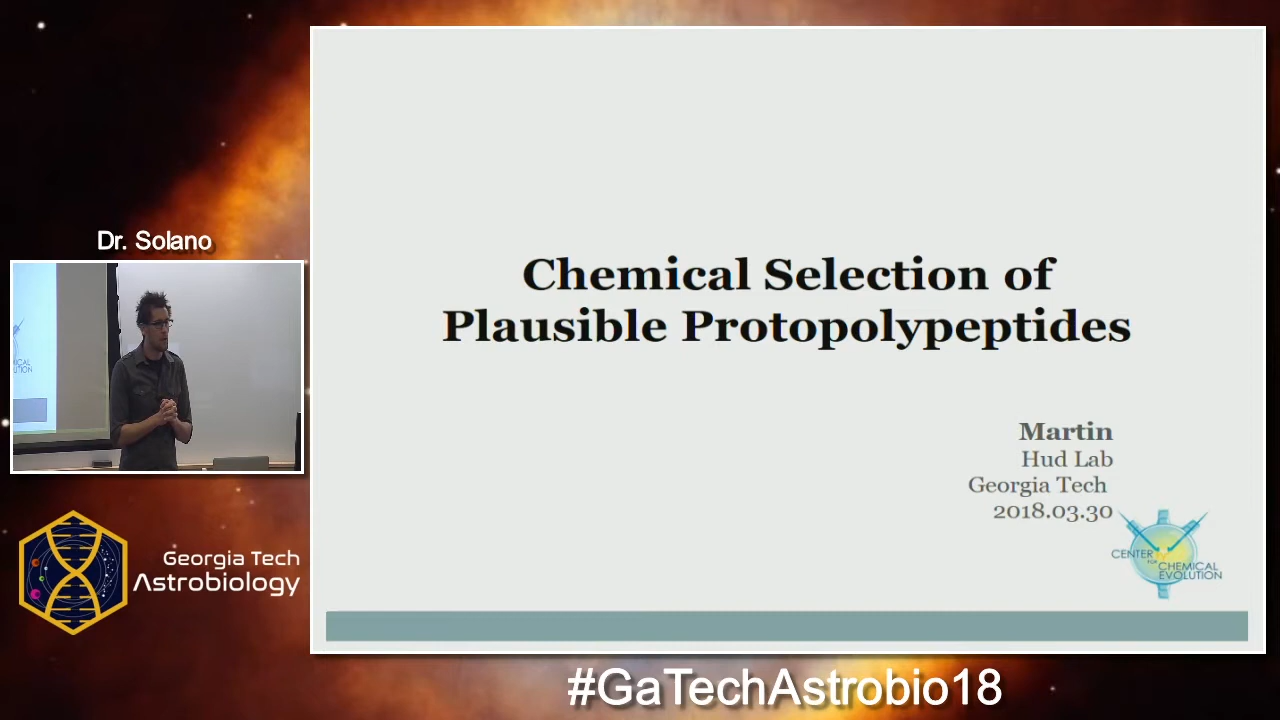 Dr. Solano
Georgia Tech
Astrobiology
Chemical Selection of
Plausible Protopolypeptides
Martin
Hud Lab
Georgia Tech
2018.03.30
CENTER
FOR
CHEMICAL
EVOLUTION
#GaTechAstrobio18